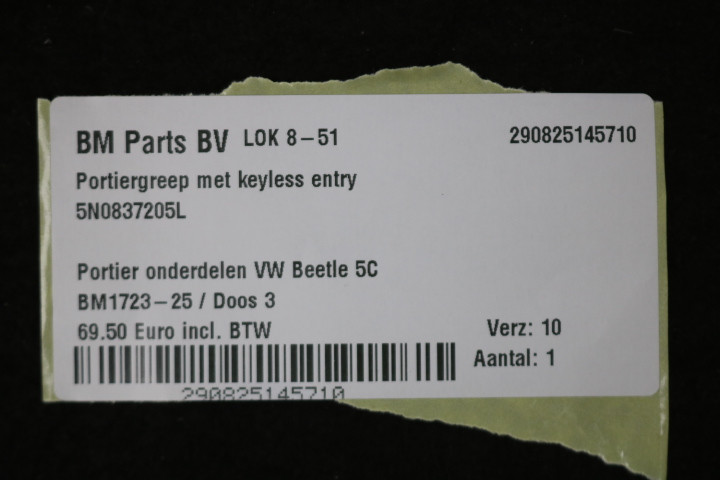 BM Parts BV LOK 8-51 290825145710
Portiergreep met keyless entry
5N0837205L
Portier onderdelen VW Beetle 5C
BM1723-25 / Doos 3
69.50 Euro incl. BTW Verz: 10
Aantal: 1
290825145710